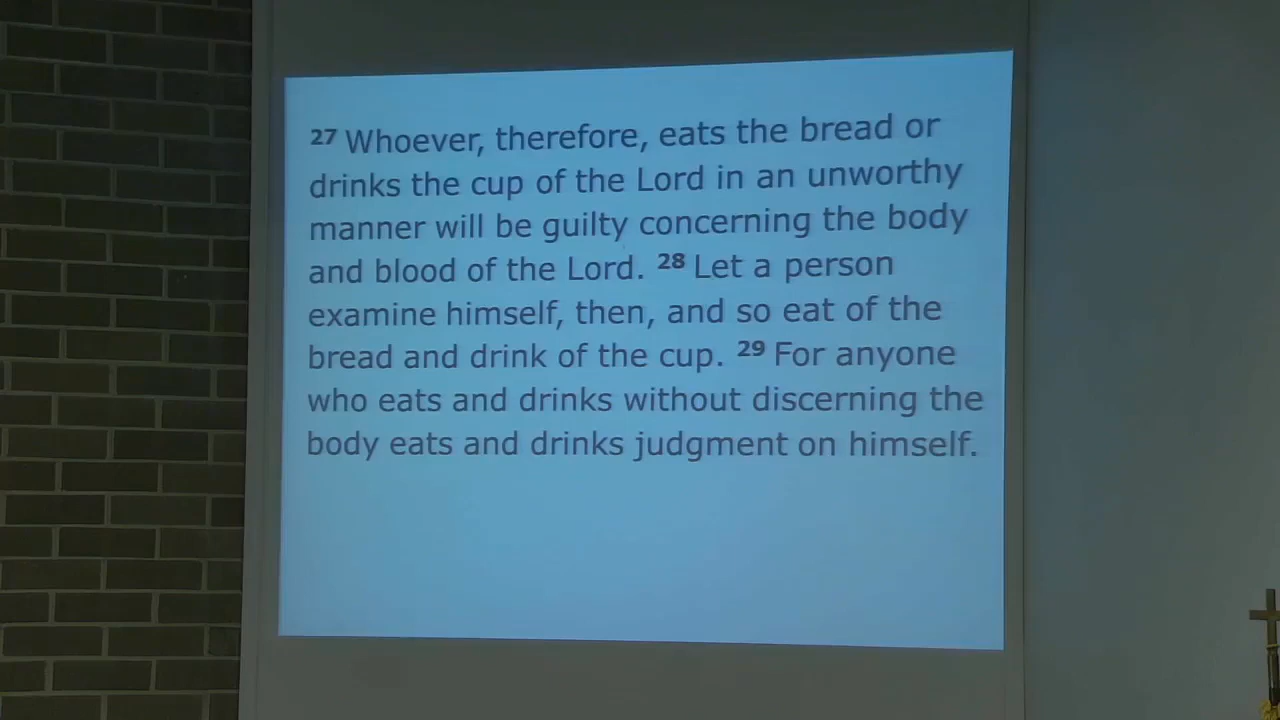 27 Whoever, therefore, eats the bread or
drinks the cup of the Lord in an unworthy
manner will be guilty concerning the body
and blood of the Lord. 28 Let a person
examine himself, then, and so eat of the
bread and drink of the cup. 29 For anyone
who eats and drinks without discerning the
body eats and drinks judgment on himself.